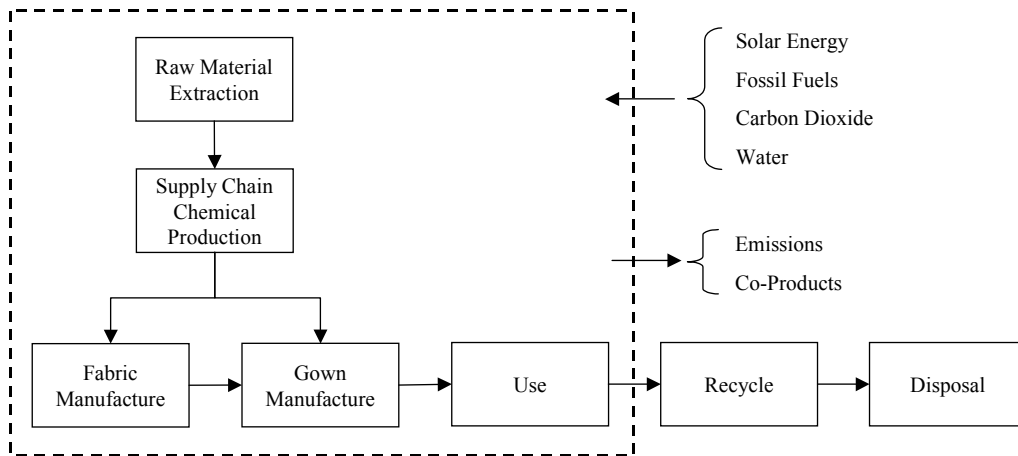 Raw Material
Extraction
Solar Energy
Fossil Fuels
Carbon Dioxide
Water
Supply Chain
Chemical
Production
Emissions
Co-Products
Fabric
Manufacture
Gown
Manufacture
Use
Recycle
Disposal